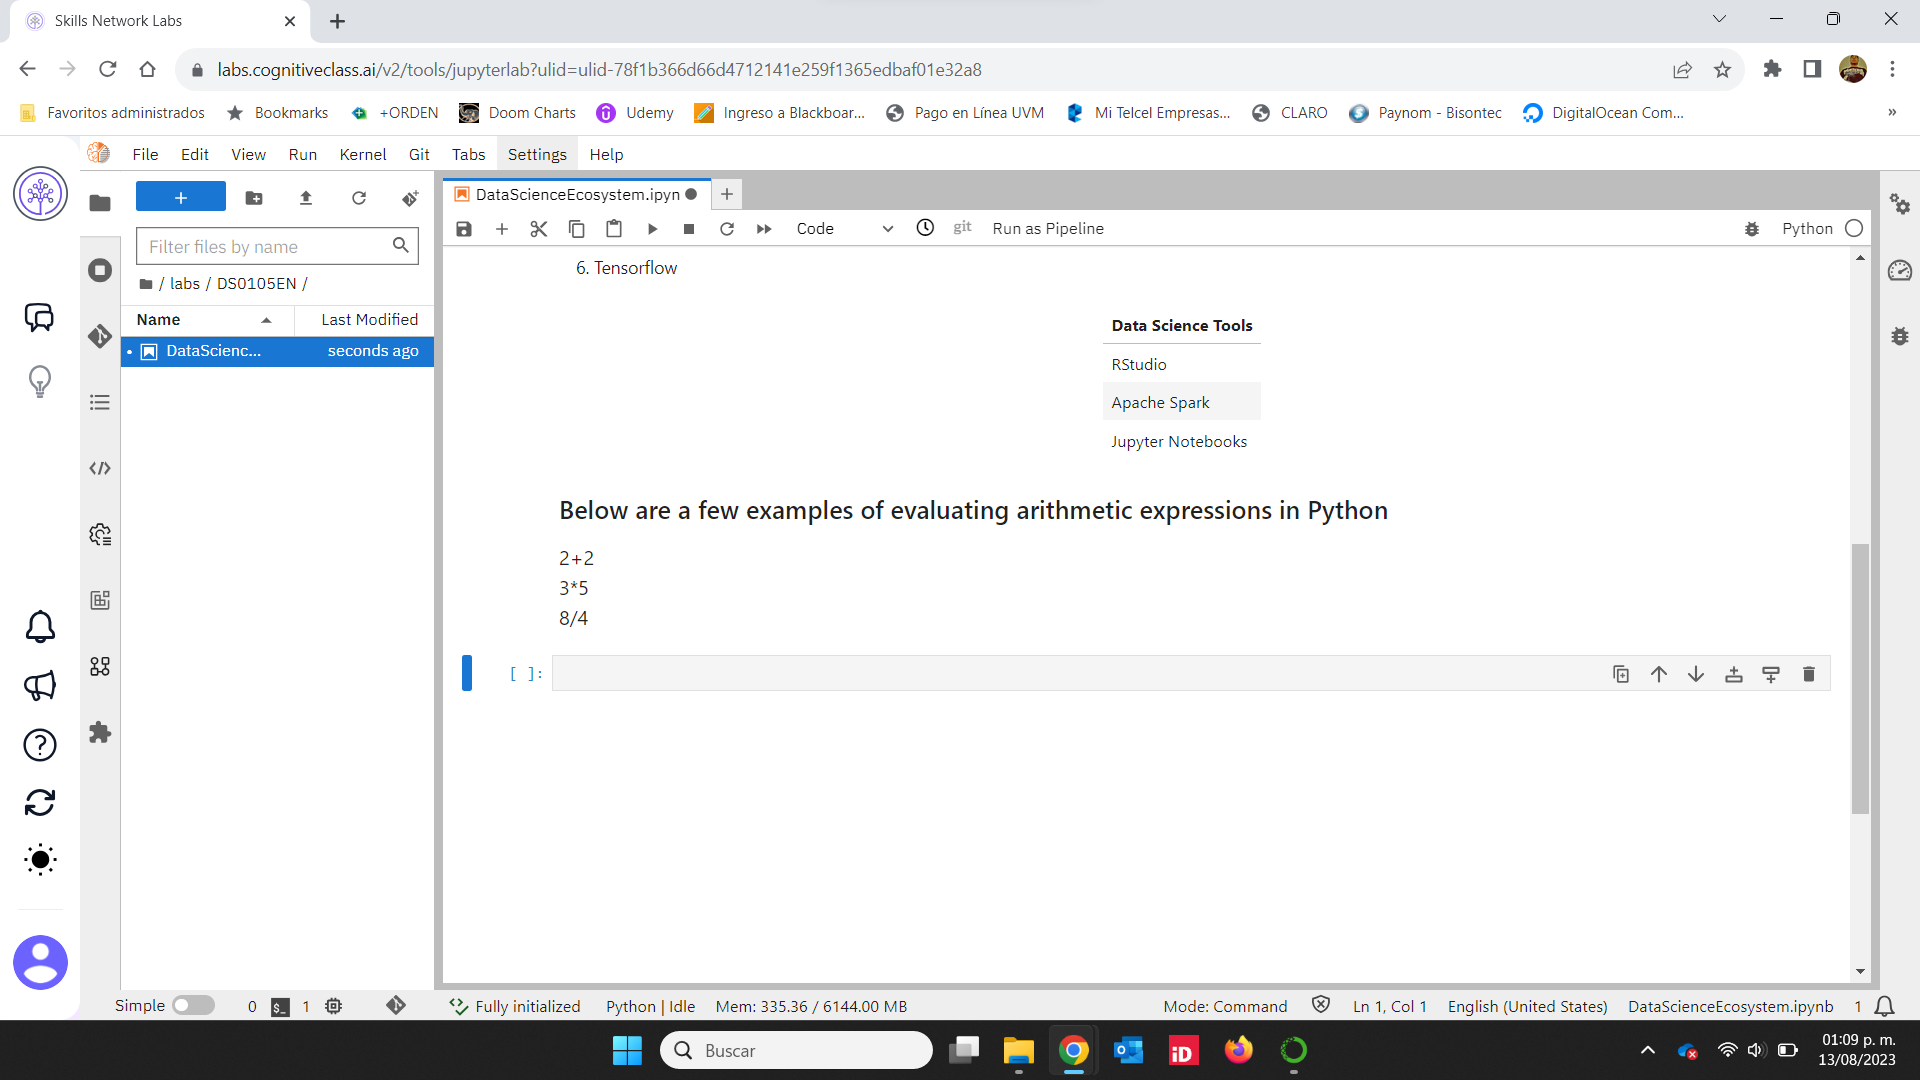 Skills Network Labs
labs.cognitiveclass.ai/v2/tools/jupyterlab?ulid=ulid-78f1b366d66d4712141e259f1365edbaf01e32a8
Favoritos administrados Bookmarks +ORDEN Doom Charts Udemy Ingreso a Blackboar... Pago en Línea UVM Mi Telcel Empresas... CLARO Paynom - Bisontec DigitalOcean Com... »
File Edit View Run Kernel Git Tabs Settings Help
DataScienceEcosystem.ipyn
Code git Run as Pipeline Python
Filter files by name
/ labs / DS0105EN /
Name Last Modified
DataScienc... seconds ago
6. Tensorflow
Data Science Tools
RStudio
Apache Spark
Jupyter Notebooks
Below are a few examples of evaluating arithmetic expressions in Python
2+2
3*5
8/4
[ ]:
Simple 0 $_ 1 Fully initialized Python | Idle Mem: 335.36 / 6144.00 MB Mode: Command Ln 1, Col 1 English (United States) DataScienceEcosystem.ipynb 1
Buscar iD
01:09 p. m.
13/08/2023